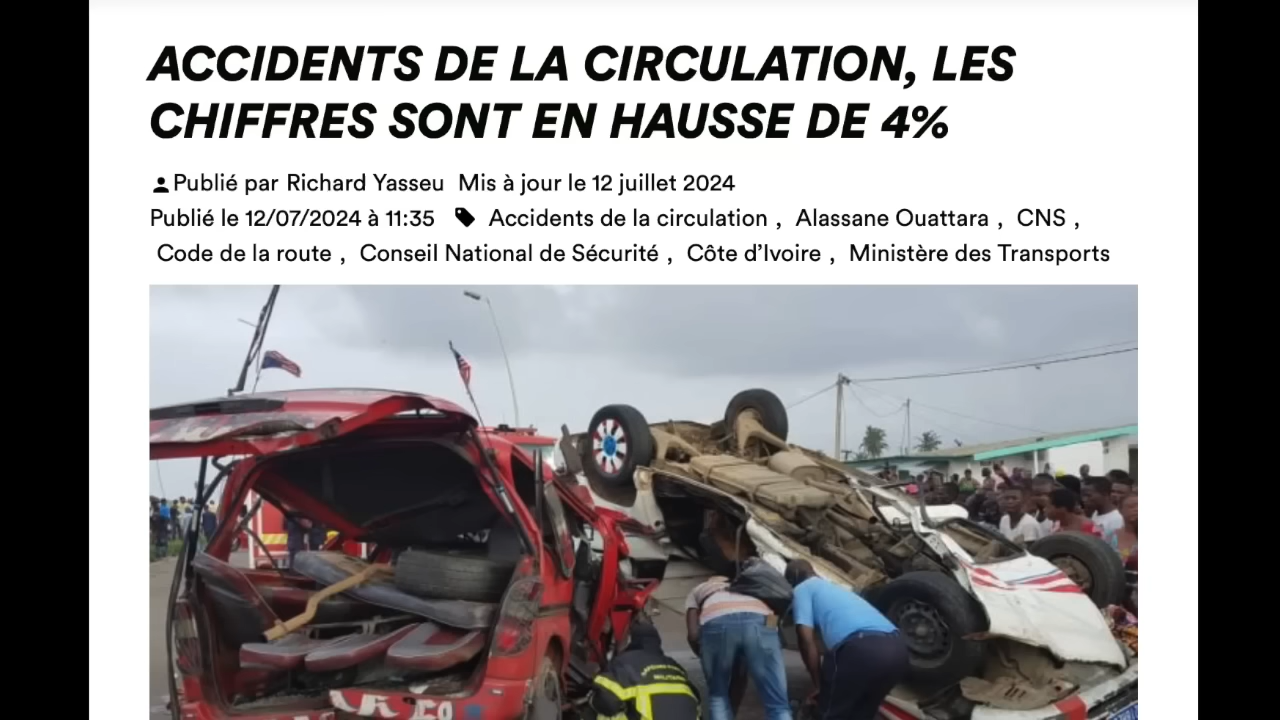 ACCIDENTS DE LA CIRCULATION, LES
CHIFFRES SONT EN HAUSSE DE 4%
Publié par Richard Yasseu Mis à jour le 12 juillet 2024
Publié le 12/07/2024 à 11:35 Accidents de la circulation , Alassane Ouattara , CNS ,
Code de la route , Conseil National de Sécurité , Côte d’Ivoire , Ministère des Transports